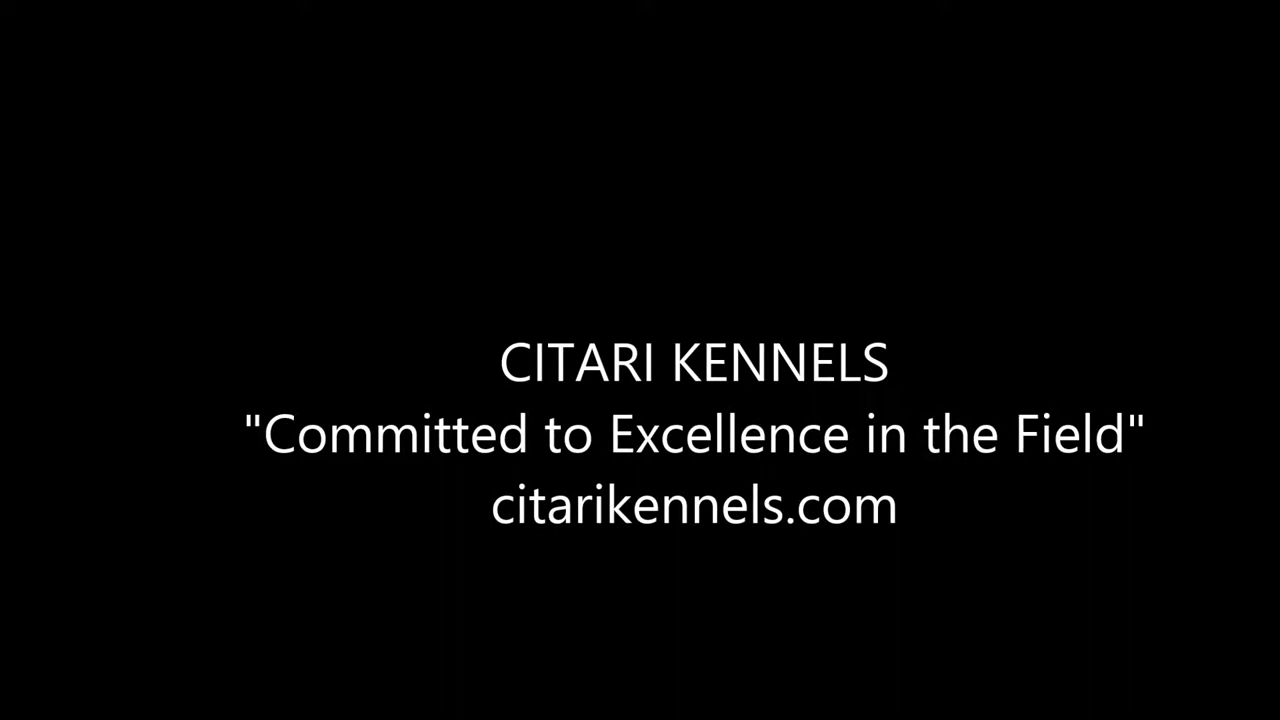 CITARI KENNELS
"Committed to Excellence in the Field"
citarikennels.com